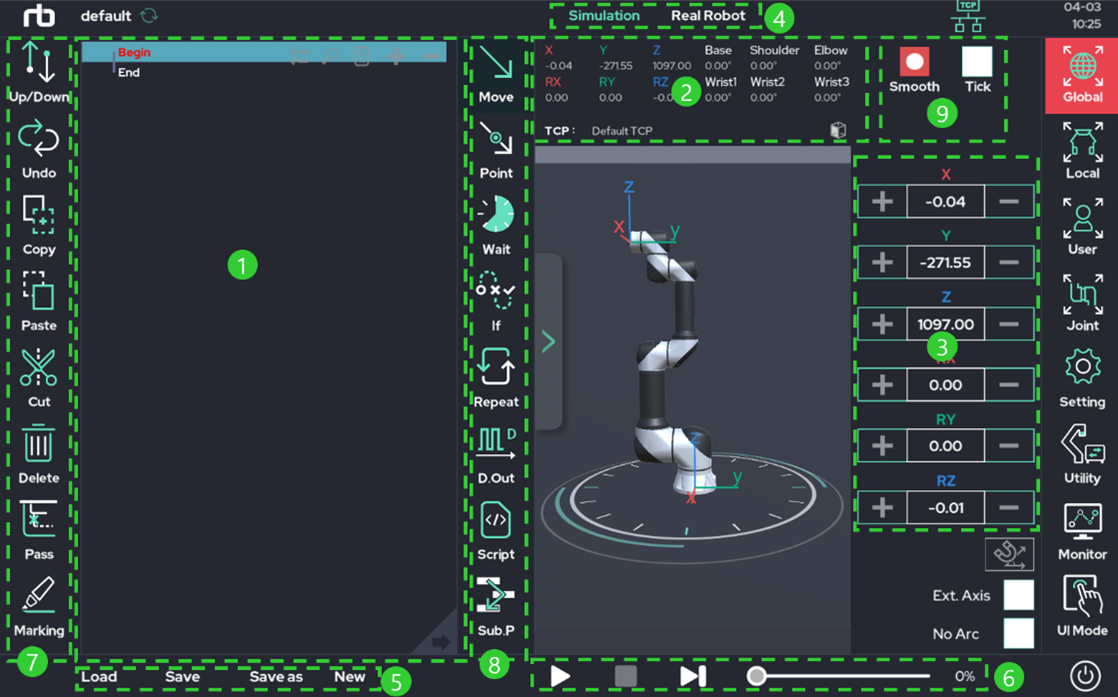 rb default Simulation Real Robot 4 TCP 04-03
10:25
Begin
End
1
Up/Down
Undo
Copy
Paste
Cut
Delete
Pass
Marking
7
Move
Point
Wait
If
Repeat
D
D.Out
Script
Sub.P
8
X Y Z Base Shoulder Elbow
-0.04 -271.55 1097.00 0.00° 0.00° 0.00°
RX RY RZ Wrist1 Wrist2 Wrist3
0.00 0.00 0.00° 0.00° 0.00°
2
TCP : Default TCP
Z
X y
Z
y
X
Smooth Tick
9
X
+ -0.04 −
Y
+ -271.55 −
Z
+ 1097.00 −
3
RX
+ 0.00 −
RY
+ 0.00 −
RZ
+ -0.01 −
Ext. Axis
No Arc
Global
Local
User
Joint
Setting
Utility
Monitor
UI Mode
Load Save Save as New 5
0% 6